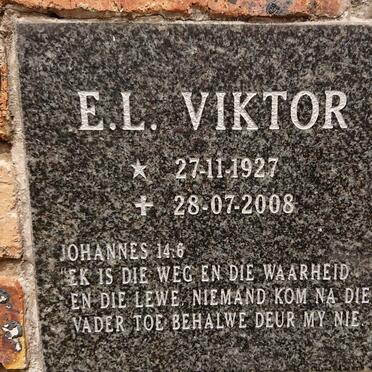 E.L. VIKTOR
★ 27-11-1927
✝ 28-07-2008
JOHANNES 14:6
"EK IS DIE WEG EN DIE WAARHEID
EN DIE LEWE. NIEMAND KOM NA DIE
VADER TOE BEHALWE DEUR MY NIE.